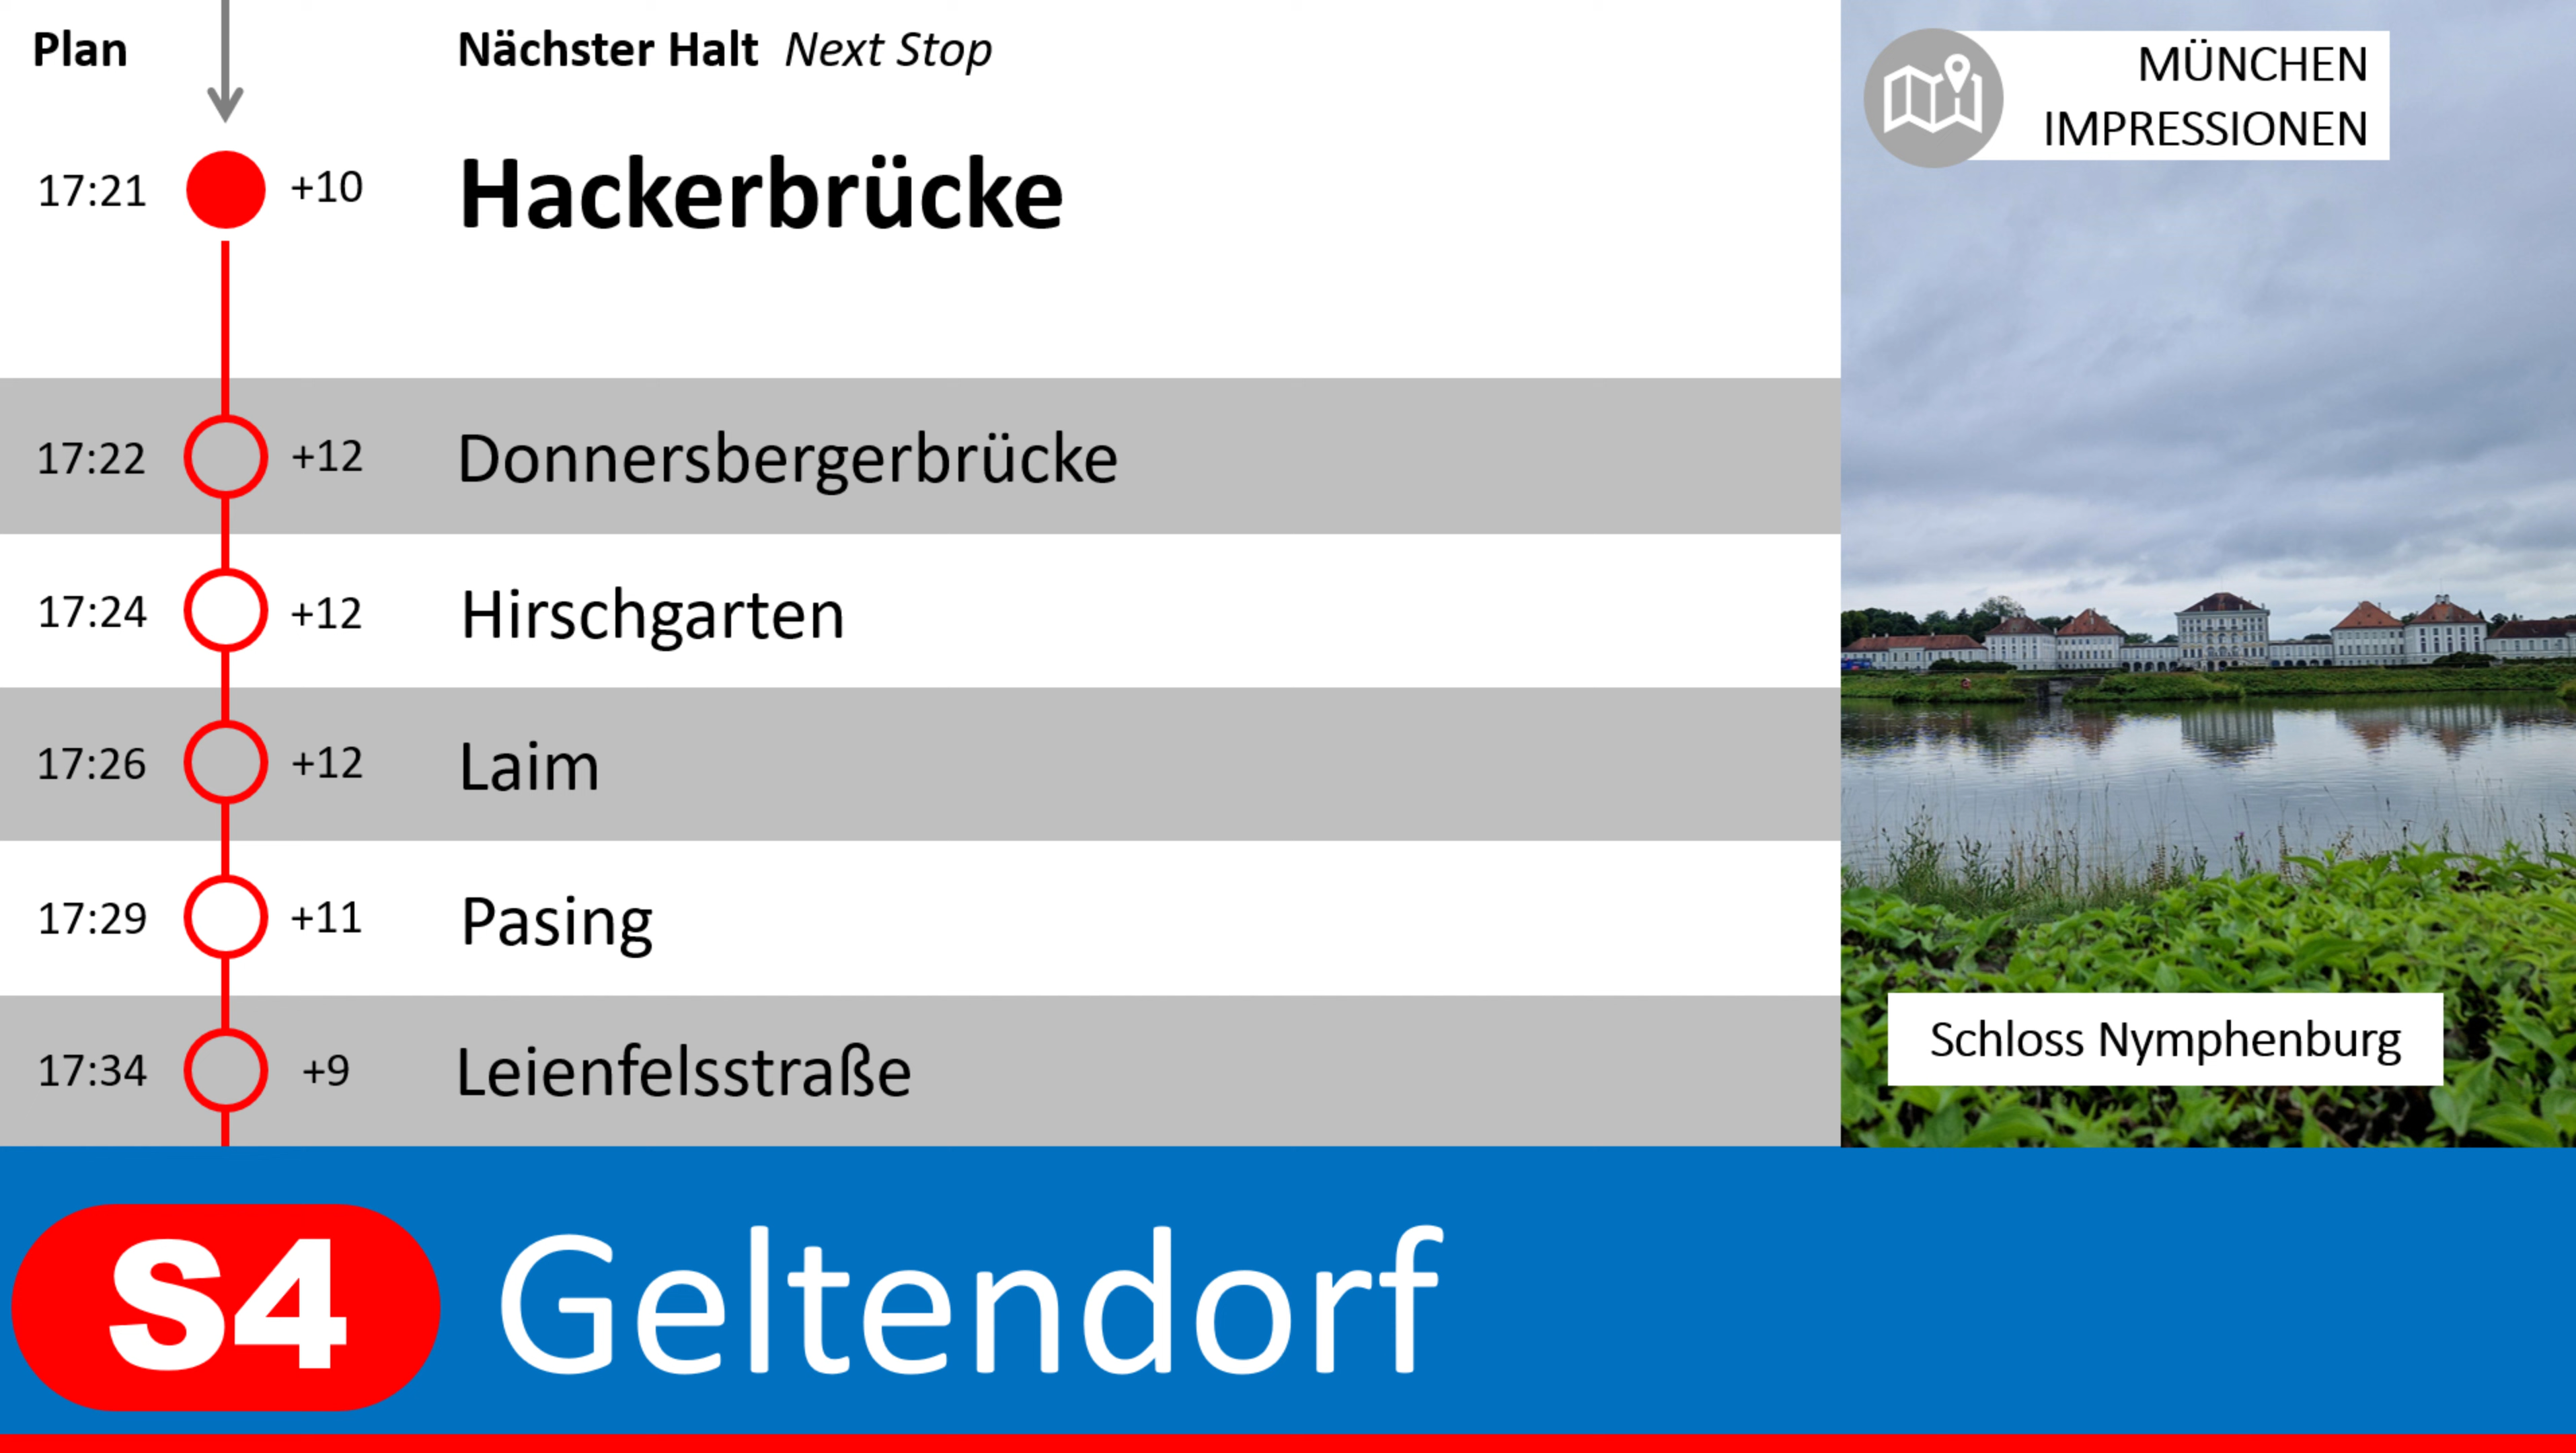 Plan
Nächster Halt Next Stop
17:21 +10 Hackerbrücke
17:22 +12 Donnersbergerbrücke
17:24 +12 Hirschgarten
17:26 +12 Laim
17:29 +11 Pasing
17:34 +9 Leienfelsstraße
S4 Geltendorf
MÜNCHEN
IMPRESSIONEN
Schloss Nymphenburg